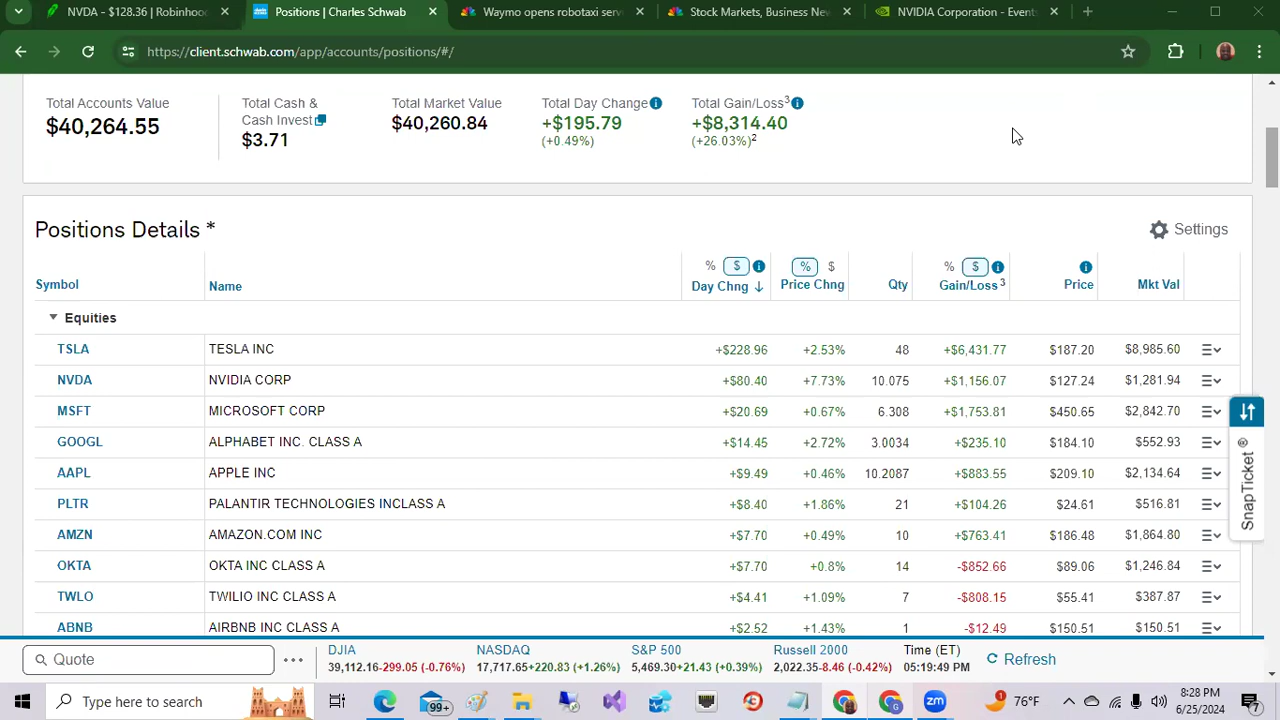 NVDA - $128.36 | Robinhood
Positions | Charles Schwab
Waymo opens robotaxi serv
Stock Markets, Business Ne
NVIDIA Corporation - Events
https://client.schwab.com/app/accounts/positions/#/
Total Accounts Value
$40,264.55
Total Cash &
Cash Invest
$3.71
Total Market Value
$40,260.84
Total Day Change
+$195.79
(+0.49%)
Total Gain/Loss3
+$8,314.40
(+26.03%)2
Positions Details *
Settings
Symbol Name % $ Day Chng ↓ % $ Price Chng Qty % $ Gain/Loss 3 Price Mkt Val
Equities
TSLA TESLA INC +$228.96 +2.53% 48 +$6,431.77 $187.20 $8,985.60
NVDA NVIDIA CORP +$80.40 +7.73% 10.075 +$1,156.07 $127.24 $1,281.94
MSFT MICROSOFT CORP +$20.69 +0.67% 6.308 +$1,753.81 $450.65 $2,842.70
GOOGL ALPHABET INC. CLASS A +$14.45 +2.72% 3.0034 +$235.10 $184.10 $552.93
AAPL APPLE INC +$9.49 +0.46% 10.2087 +$883.55 $209.10 $2,134.64
PLTR PALANTIR TECHNOLOGIES INCLASS A +$8.40 +1.86% 21 +$104.26 $24.61 $516.81
AMZN AMAZON.COM INC +$7.70 +0.49% 10 +$763.41 $186.48 $1,864.80
OKTA OKTA INC CLASS A +$7.70 +0.8% 14 -$852.66 $89.06 $1,246.84
TWLO TWILIO INC CLASS A +$4.41 +1.09% 7 -$808.15 $55.41 $387.87
ABNB AIRBNB INC CLASS A +$2.52 +1.43% 1 -$12.49 $150.51 $150.51
SnapTicket ®
Quote
DJIA
39,112.16 -299.05 (-0.76%)
NASDAQ
17,717.65 +220.83 (+1.26%)
S&P 500
5,469.30 +21.43 (+0.39%)
Russell 2000
2,022.35 -8.46 (-0.42%)
Time (ET)
05:19:49 PM
Refresh
Type here to search
99+
zm
1
76°F
8:28 PM
6/25/2024
7